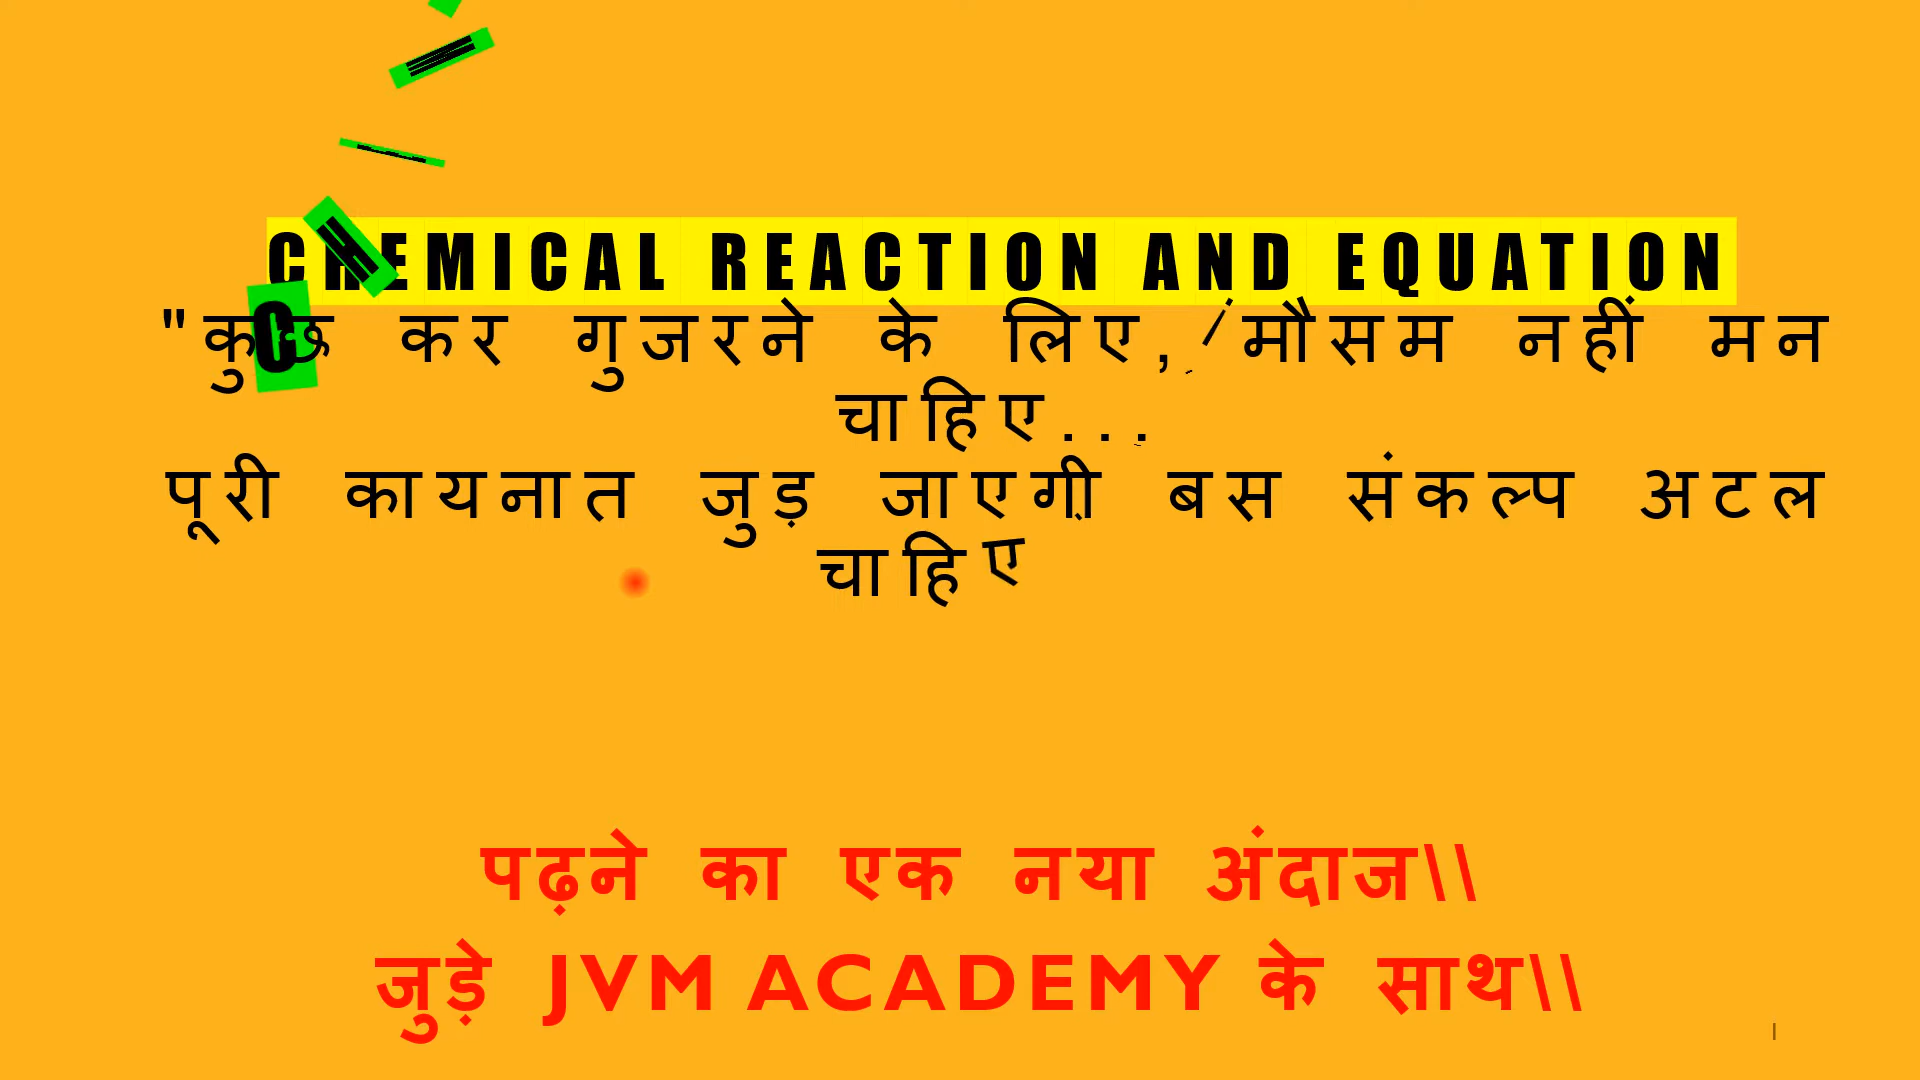 CHEMICAL REACTION AND EQUATION
"कुछ कर गुजरने के लिए, मौसम नहीं मन
चाहिए...
पूरी कायनात जुड़ जाएगी बस संकल्प अटल
चाहिए
पढ़ने का एक नया अंदाज\\
जुड़े JVM ACADEMY के साथ\\